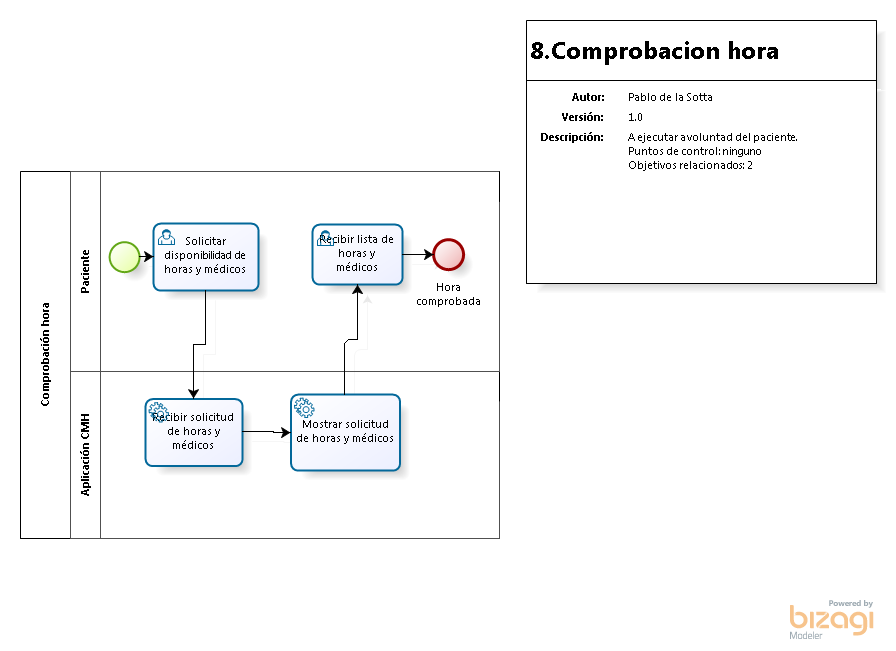 8.Comprobacion hora
Autor: Pablo de la Sotta
Versión: 1.0
Descripción: A ejecutar avoluntad del paciente.
Puntos de control: ninguno
Objetivos relacionados: 2
Comprobación hora
Paciente
Solicitar
disponibilidad de
horas y médicos
Recibir lista de
horas y
médicos
Hora
comprobada
Aplicación CMH
Recibir solicitud
de horas y
médicos
Mostrar solicitud
de horas y médicos
Powered by
bizagi
Modeler